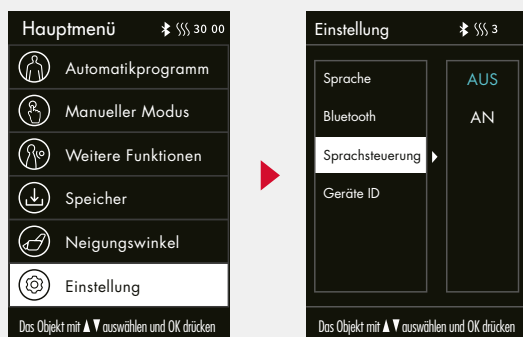 Hauptmenü 30 00
Automatikprogramm
Manueller Modus
Weitere Funktionen
Speicher
Neigungswinkel
Einstellung
Das Objekt mit ▲▼ auswählen und OK drücken
Einstellung 3
Sprache
Bluetooth
Sprachsteuerung
Geräte ID
AUS
AN
Das Objekt mit ▲▼ auswählen und OK drücken